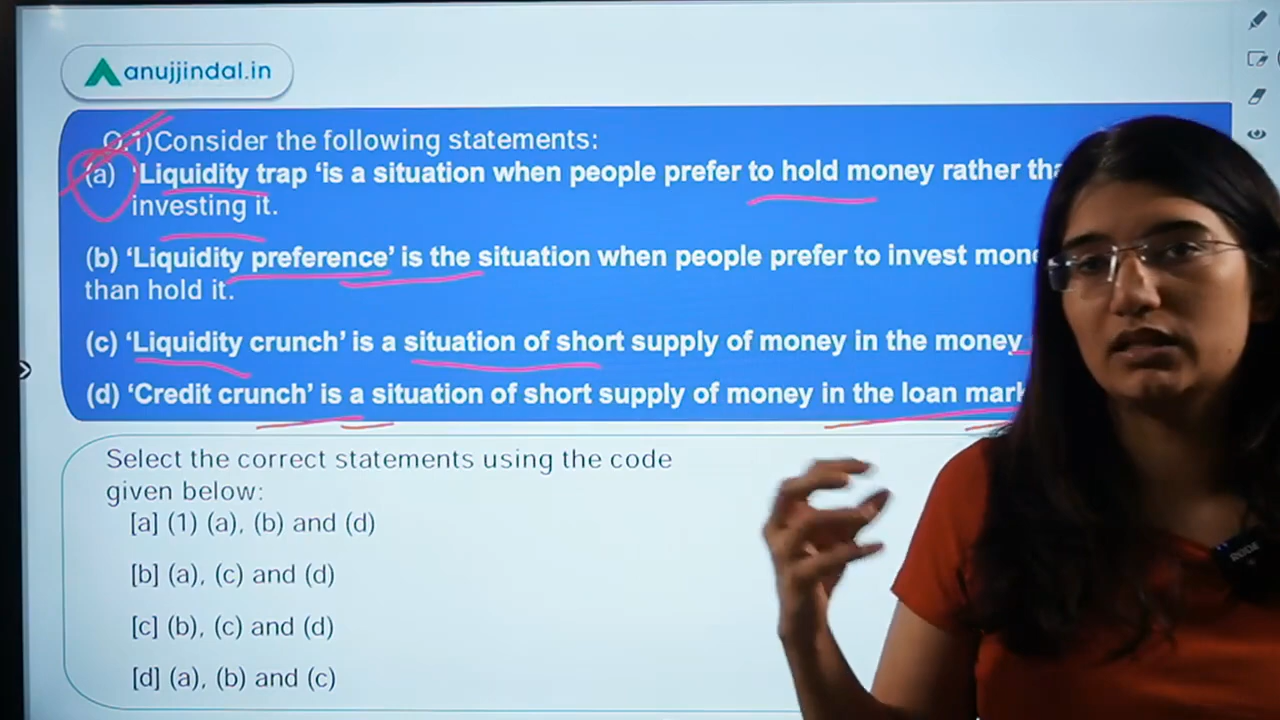 anujjindal.in
Q.1)Consider the following statements:
(a) 'Liquidity trap 'is a situation when people prefer to hold money rather
investing it.
(b) ‘Liquidity preference’ is the situation when people prefer to invest
than hold it.
(c) ‘Liquidity crunch’ is a situation of short supply of money in the money
(d) ‘Credit crunch’ is a situation of short supply of money in the loan
Select the correct statements using the code
given below:
[a] (1) (a), (b) and (d)
[b] (a), (c) and (d)
[c] (b), (c) and (d)
[d] (a), (b) and (c)
RODE